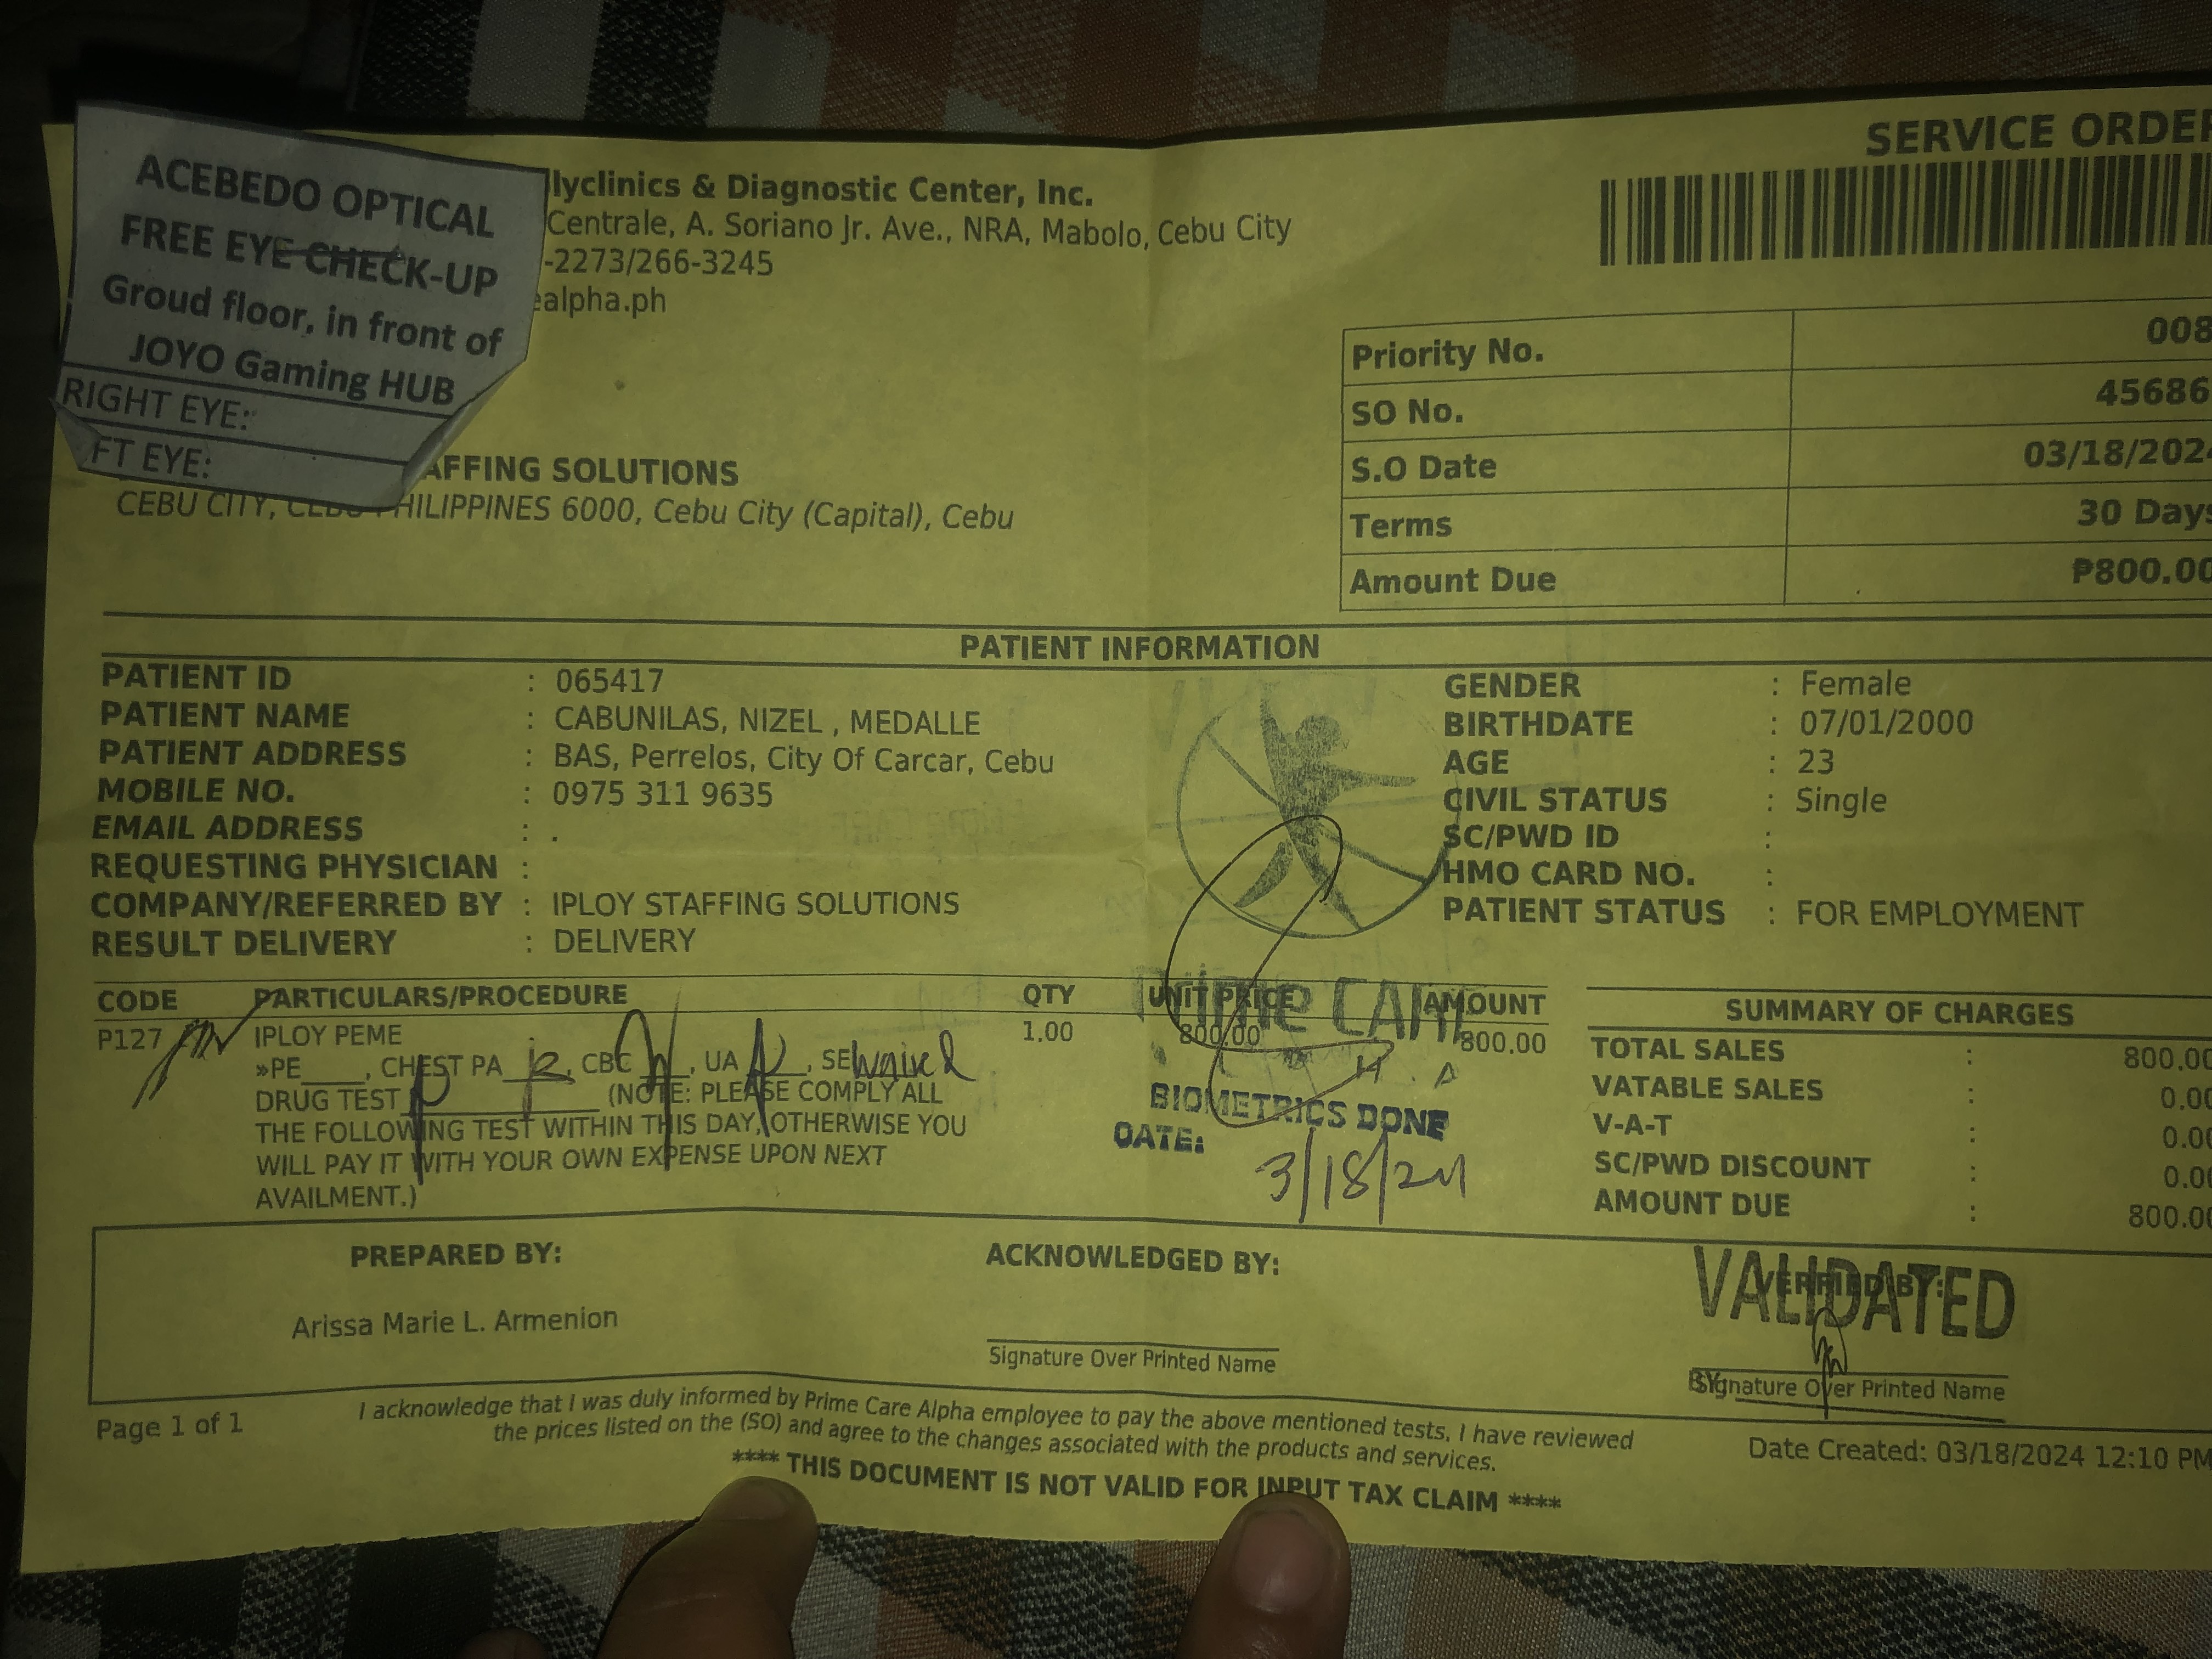 ACEBEDO OPTICAL
FREE EYE CHECK-UP
Groud floor, in front of
JOYO Gaming HUB
RIGHT EYE:
FT EYE:
SERVICE ORDER
lyclinics & Diagnostic Center, Inc.
Centrale, A. Soriano Jr. Ave., NRA, Mabolo, Cebu City
-2273/266-3245
ealpha.ph
Priority No. 008
SO No. 45686
S.O Date 03/18/2024
Terms 30 Days
Amount Due ₱800.00
AFFING SOLUTIONS
CEBU CITY, CEBU PHILIPPINES 6000, Cebu City (Capital), Cebu
PATIENT INFORMATION
PATIENT ID : 065417
PATIENT NAME : CABUNILAS, NIZEL , MEDALLE
PATIENT ADDRESS : BAS, Perrelos, City Of Carcar, Cebu
MOBILE NO. : 0975 311 9635
EMAIL ADDRESS : .
REQUESTING PHYSICIAN :
COMPANY/REFERRED BY : IPLOY STAFFING SOLUTIONS
RESULT DELIVERY : DELIVERY
GENDER : Female
BIRTHDATE : 07/01/2000
AGE : 23
CIVIL STATUS : Single
SC/PWD ID :
HMO CARD NO. :
PATIENT STATUS : FOR EMPLOYMENT
CODE PARTICULARS/PROCEDURE QTY UNIT PRICE AMOUNT
P127 IPLOY PEME 1.00 800.00 800.00
»PE____, CHEST PA____, CBC____, UA____, SE waived
DRUG TEST____________ (NOTE: PLEASE COMPLY ALL
THE FOLLOWING TEST WITHIN THIS DAY, OTHERWISE YOU
WILL PAY IT WITH YOUR OWN EXPENSE UPON NEXT
AVAILMENT.)
Prime CARE
BIOMETRICS DONE
DATE:
3/18/24
SUMMARY OF CHARGES
TOTAL SALES : 800.00
VATABLE SALES : 0.00
V-A-T : 0.00
SC/PWD DISCOUNT : 0.00
AMOUNT DUE : 800.00
PREPARED BY:
Arissa Marie L. Armenion
ACKNOWLEDGED BY:
Signature Over Printed Name
VERIFIED BY:
VALIDATED
BY:
Signature Over Printed Name
Page 1 of 1
I acknowledge that I was duly informed by Prime Care Alpha employee to pay the above mentioned tests, I have reviewed
the prices listed on the (SO) and agree to the changes associated with the products and services.
Date Created: 03/18/2024 12:10 PM
**** THIS DOCUMENT IS NOT VALID FOR INPUT TAX CLAIM ****